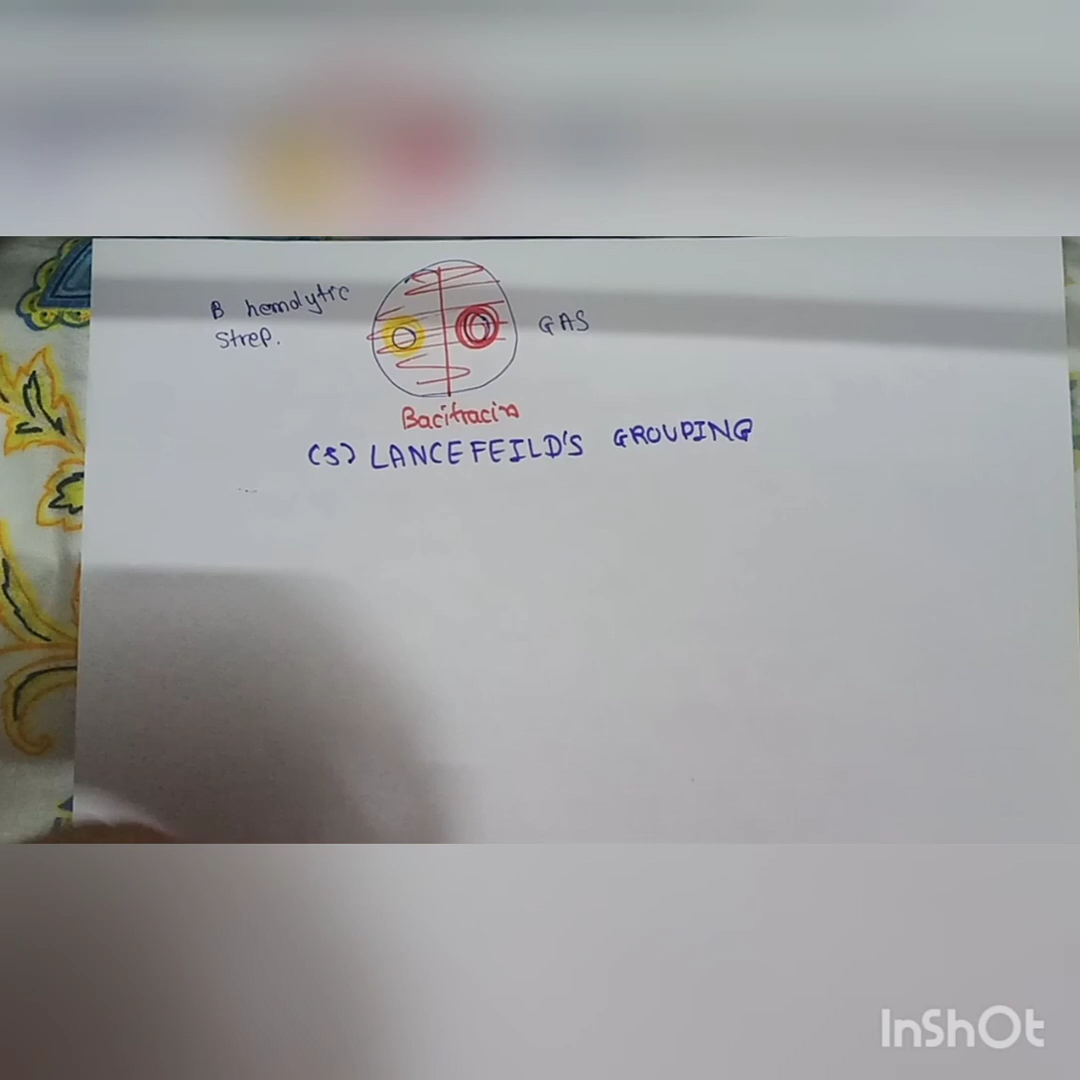 B hemolytic
Strep.
GAS
Bacitracin
(5) LANCEFEILD'S GROUPING
InShOt